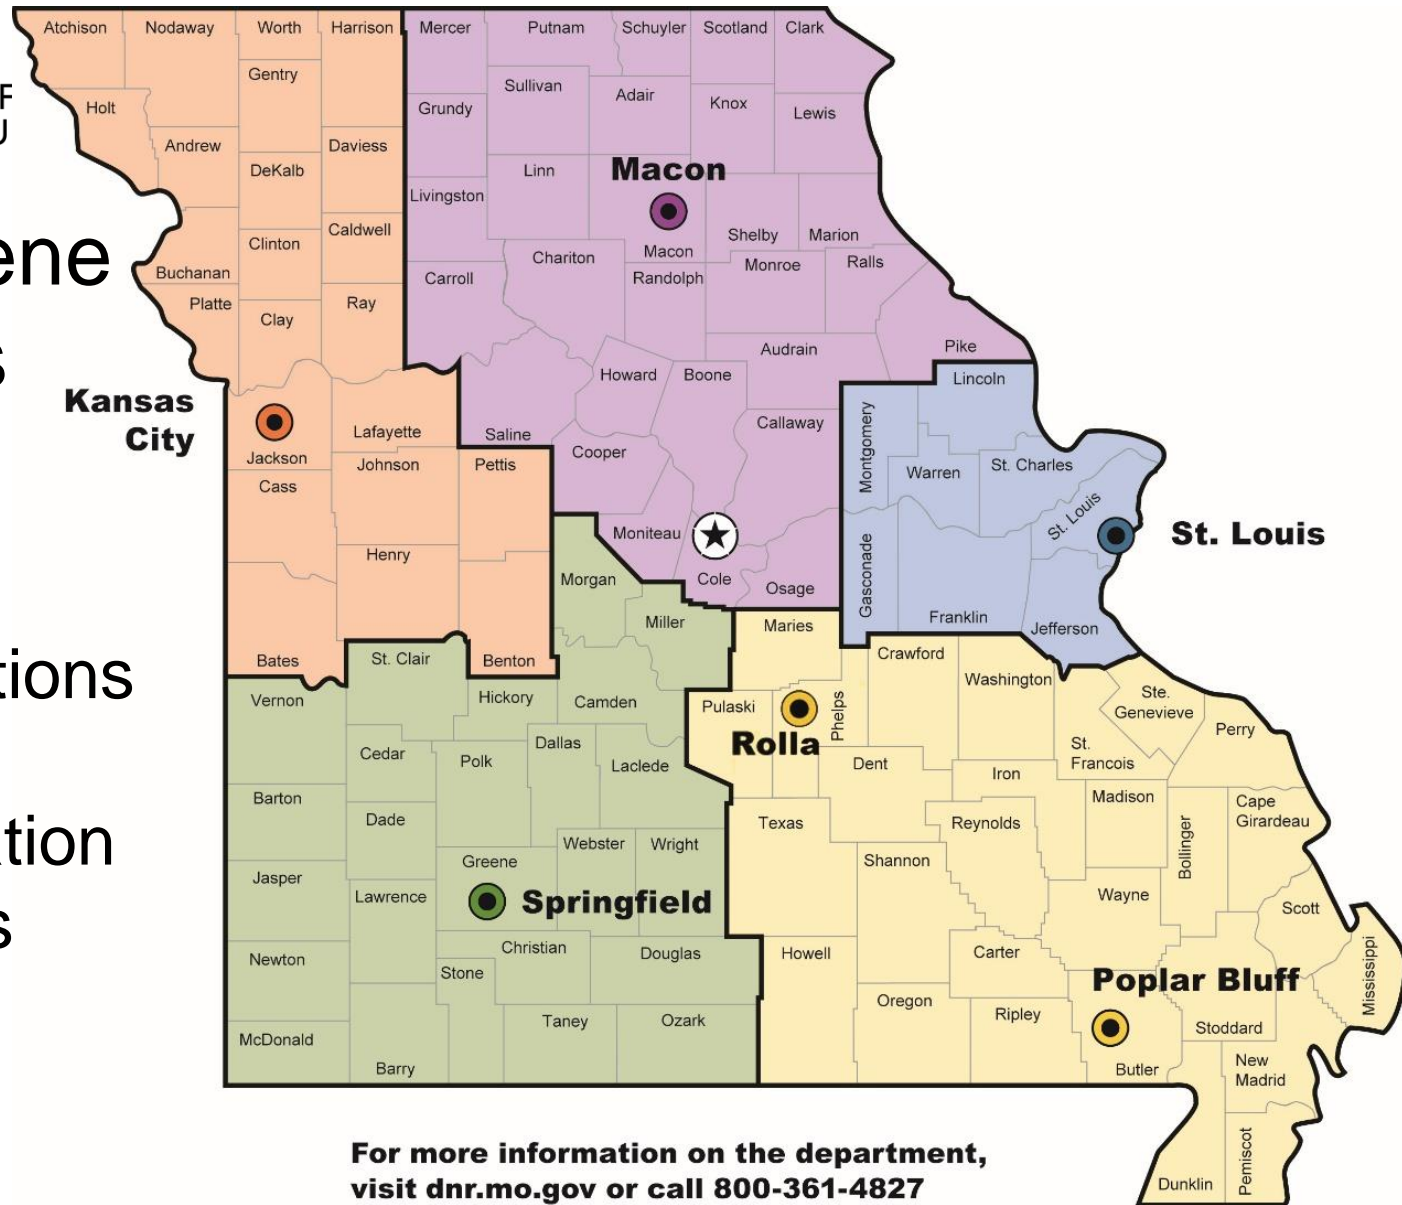 Atchison Nodaway Worth Harrison Mercer Putnam Schuyler Scotland Clark
Gentry Sullivan Adair Knox Lewis
Holt Grundy
F
U
Andrew DeKalb Daviess Linn
Macon
Livingston
ene
Clinton Caldwell Shelby Marion
Buchanan Carroll Chariton Macon Randolph Monroe Ralls
Platte Clay Ray
s
Audrain Pike
Howard Boone Lincoln
Kansas
City
Jackson Lafayette Saline Cooper Callaway Montgomery
Cass Johnson Pettis Warren St. Charles
Moniteau St. Louis
St. Louis
Henry Morgan Cole Osage Gasconade
Miller Maries Franklin Jefferson
tions
Bates St. Clair Benton Crawford Washington
Vernon Hickory Camden Pulaski Phelps Ste.
Genevieve
Rolla
Cedar Polk Dallas Laclede Dent Iron St.
Francois Perry
Barton Dade Texas Reynolds Madison Cape
Girardeau
tion
Greene Webster Wright Shannon Bollinger
Jasper Lawrence
Springfield
Wayne Scott
s
Newton Christian Stone Douglas Howell Carter
Poplar Bluff
Mississippi
McDonald Barry Taney Ozark Oregon Ripley Butler Stoddard
New
Madrid
Dunklin Pemiscot
For more information on the department,
visit dnr.mo.gov or call 800-361-4827